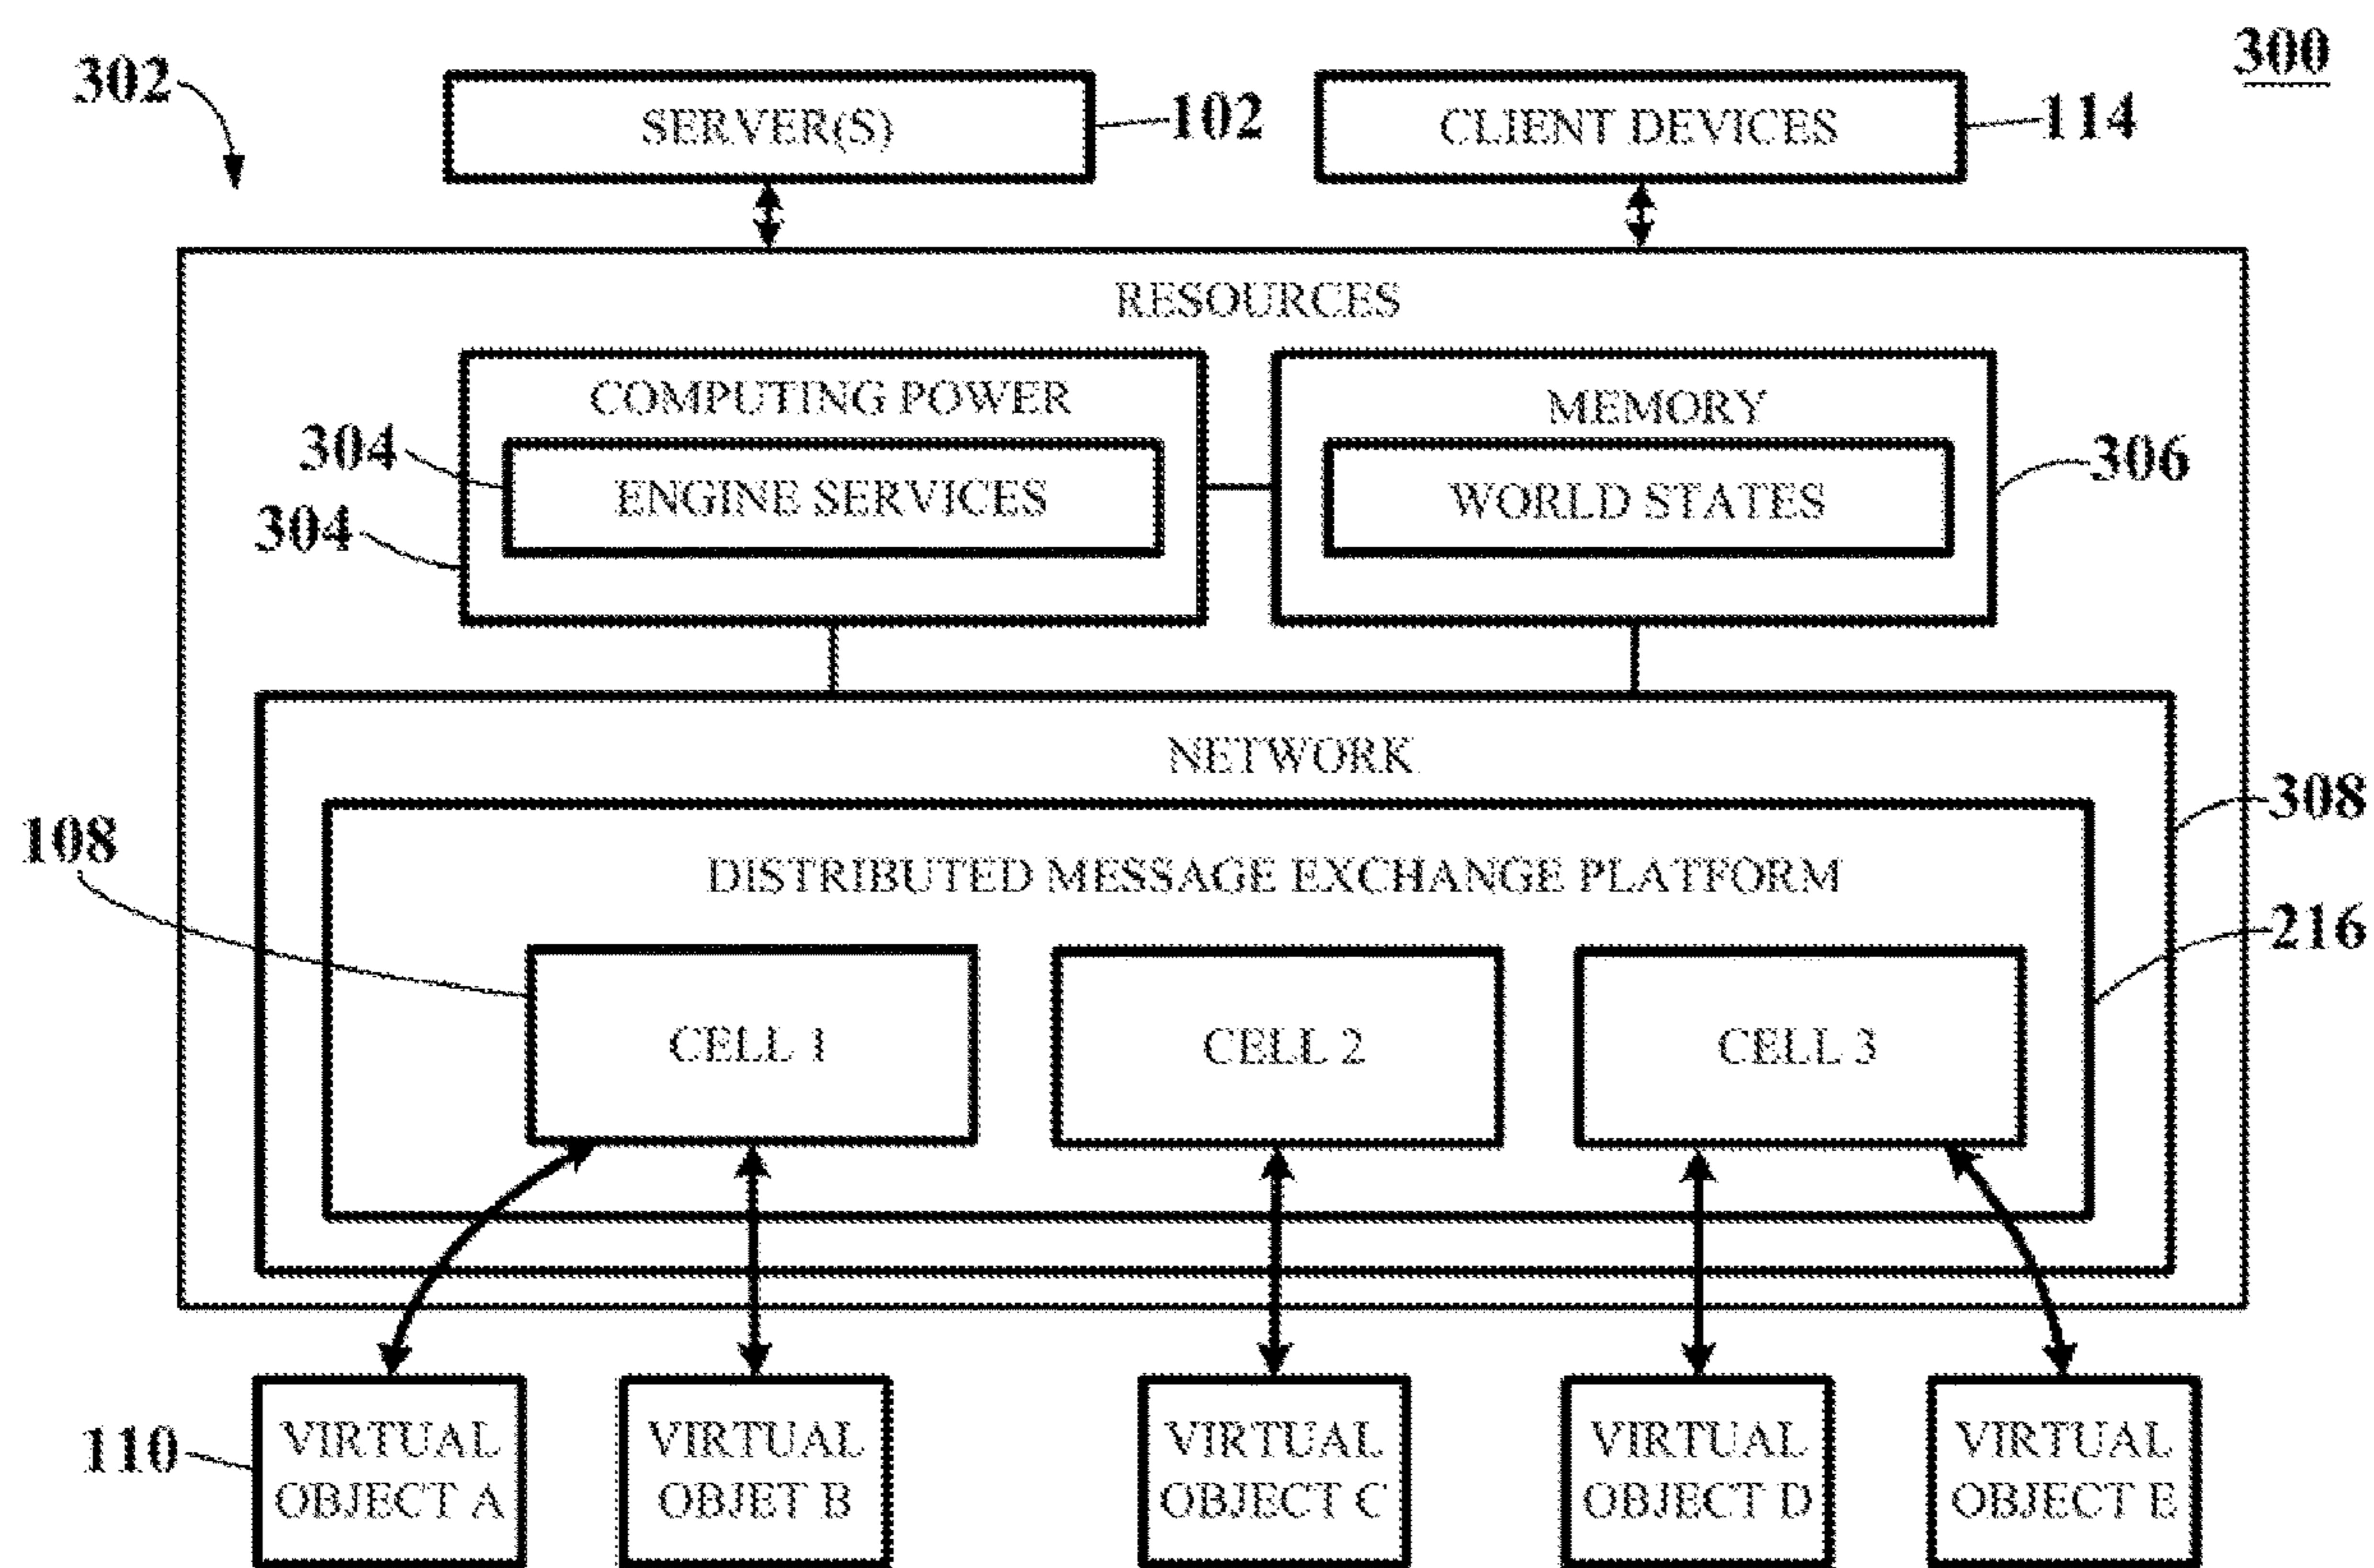 300
302
SERVER(S)
102
CLIENT DEVICES
114
RESOURCES
COMPUTING POWER
MEMORY
304
ENGINE SERVICES
WORLD STATES
306
304
NETWORK
308
108
DISTRIBUTED MESSAGE EXCHANGE PLATFORM
216
CELL 1
CELL 2
CELL 3
110
VIRTUAL
OBJECT A
VIRTUAL
OBJET B
VIRTUAL
OBJECT C
VIRTUAL
OBJECT D
VIRTUAL
OBJECT E